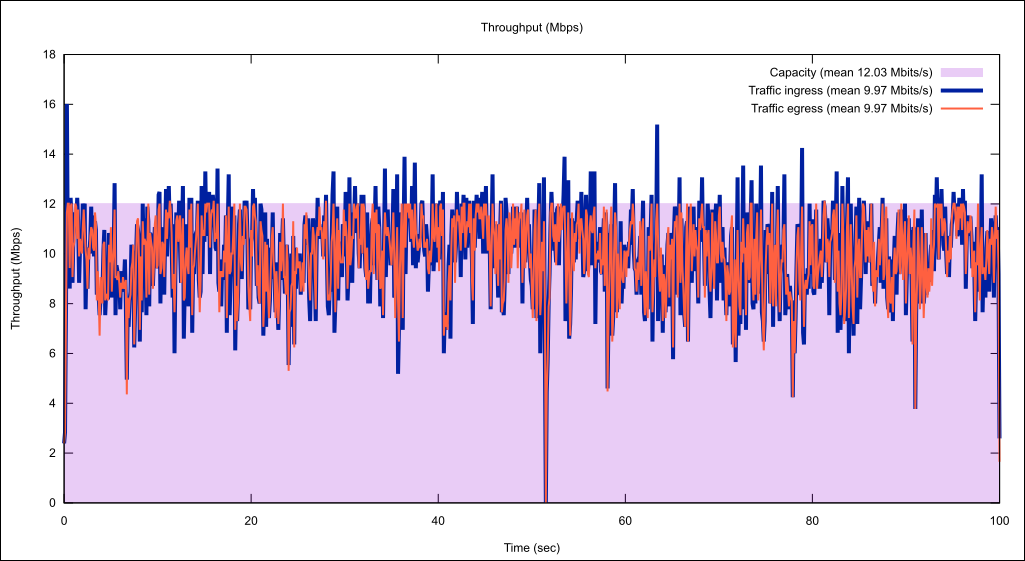 Throughput (Mbps)
18
16
14
12
10
8
6
4
2
0
Throughput (Mbps)
Capacity (mean 12.03 Mbits/s)
Traffic ingress (mean 9.97 Mbits/s)
Traffic egress (mean 9.97 Mbits/s)
0 20 40 60 80 100
Time (sec)